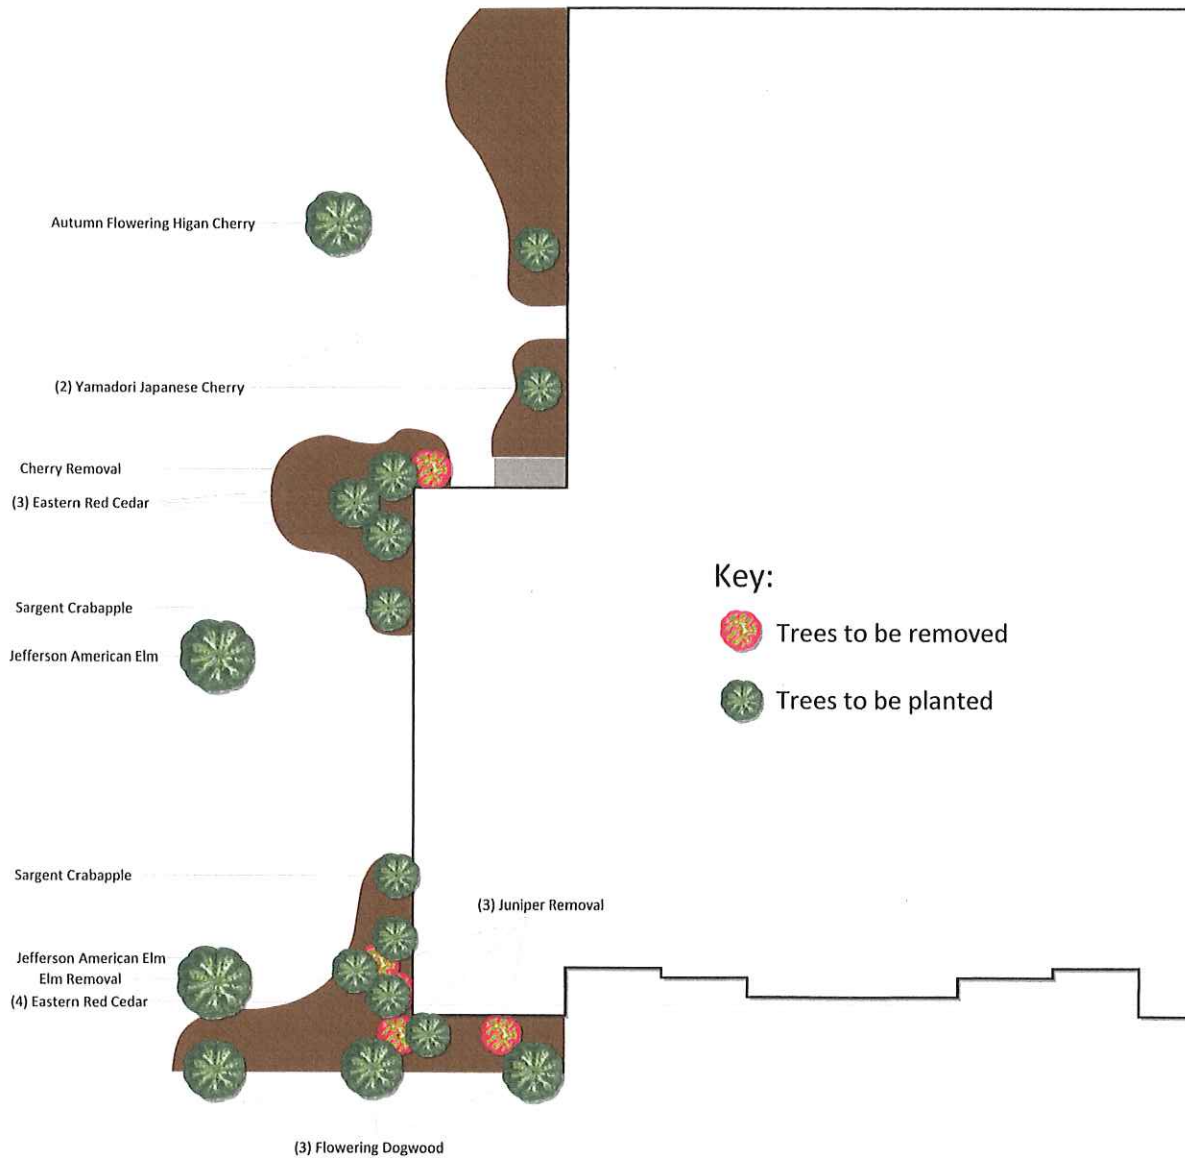 Autumn Flowering Higan Cherry
(2) Yamadori Japanese Cherry
Cherry Removal
(3) Eastern Red Cedar
Key:
Trees to be removed
Sargent Crabapple
Jefferson American Elm
Trees to be planted
Sargent Crabapple
(3) Juniper Removal
Jefferson American Elm
Elm Removal
(4) Eastern Red Cedar
(3) Flowering Dogwood